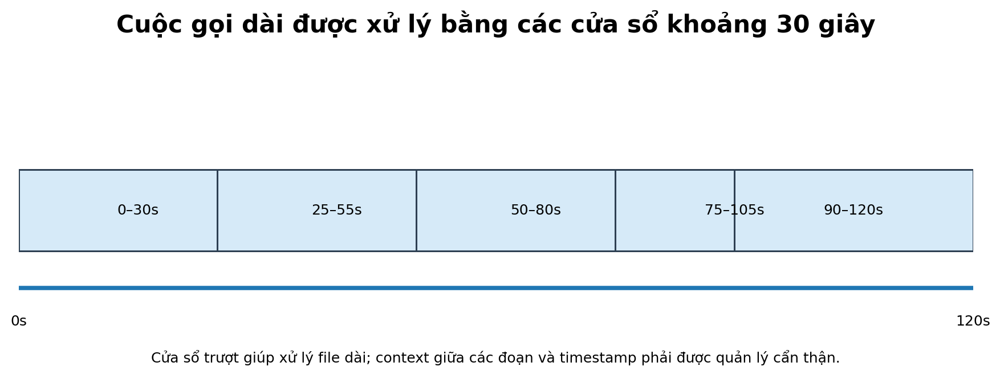 Cuộc gọi dài được xử lý bằng các cửa sổ khoảng 30 giây
0–30s
25–55s
50–80s
75–105s
90–120s
0s
120s
Cửa sổ trượt giúp xử lý file dài; context giữa các đoạn và timestamp phải được quản lý cẩn thận.